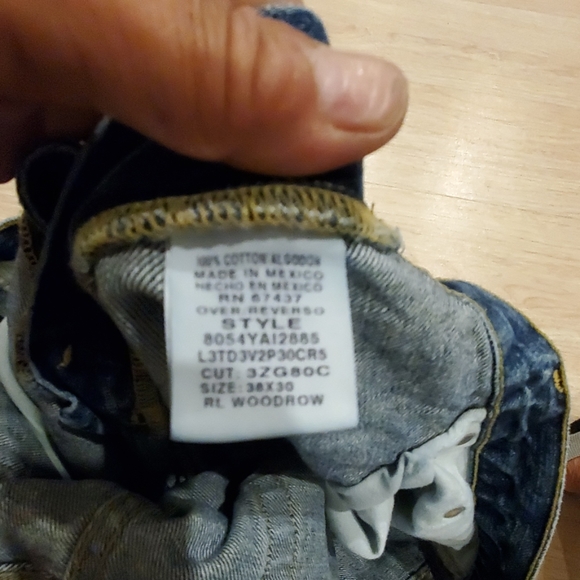 100% COTTON ALGODON
MADE IN MEXICO
HECHO EN MEXICO
RN 67437
OVER/REVERSO
STYLE
8054YAI2885
L3TD3V2P30CR5
CUT: 3ZG80C
SIZE: 38X30
RL WOODROW